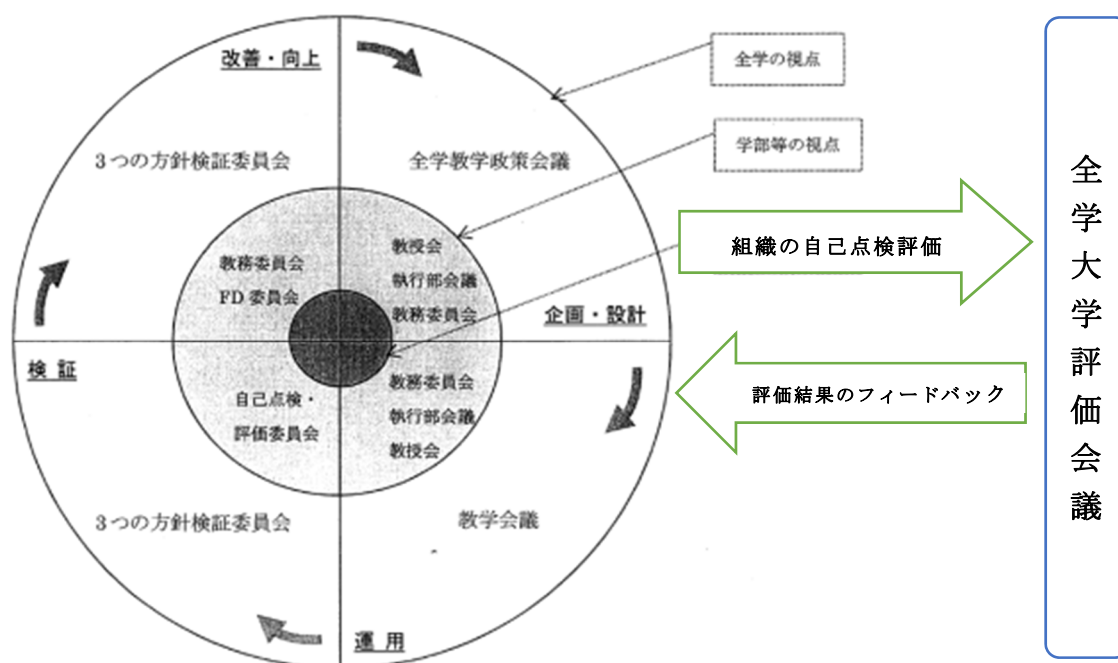 改善・向上
全学の視点
学部等の視点
3つの方針検証委員会
全学教学政策会議
教務委員会
FD 委員会
教授会
執行部会議
教務委員会
企画・設計
検 証
自己点検・
評価委員会
教務委員会
執行部会議
教授会
3つの方針検証委員会
教学会議
運 用
組織の自己点検評価
評価結果のフィードバック
全学大学評価会議